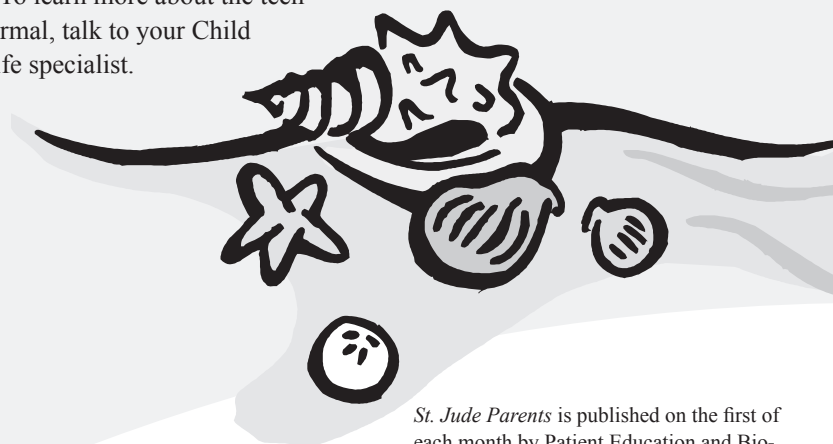 To learn more about the teen
rmal, talk to your Child
ife specialist.
St. Jude Parents is published on the first of
each month by Patient Education and Bio-